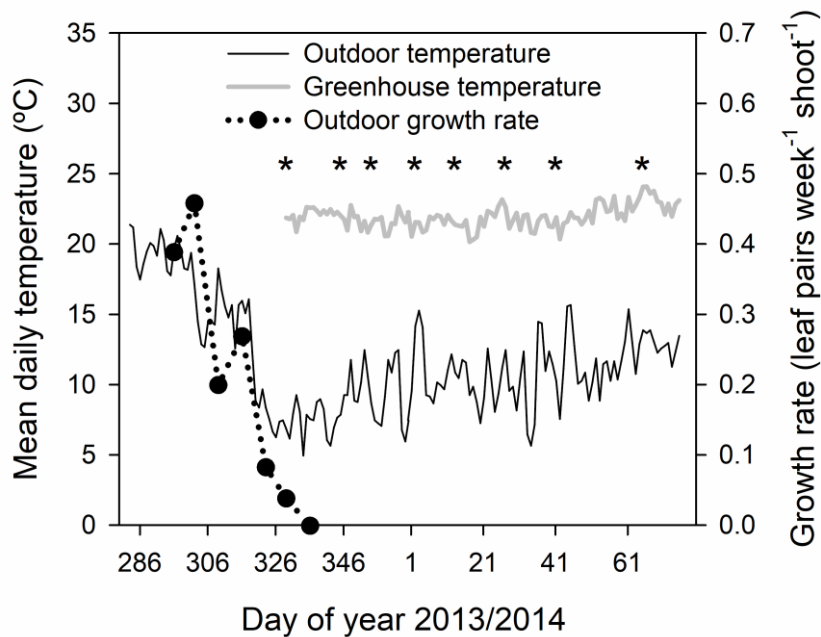 35
30
25
20
15
10
5
0
Mean daily temperature (ºC)
Outdoor temperature
Greenhouse temperature
Outdoor growth rate
* * * * * * * *
0.7
0.6
0.5
0.4
0.3
0.2
0.1
0.0
Growth rate (leaf pairs week⁻¹ shoot⁻¹)
286 306 326 346 1 21 41 61
Day of year 2013/2014